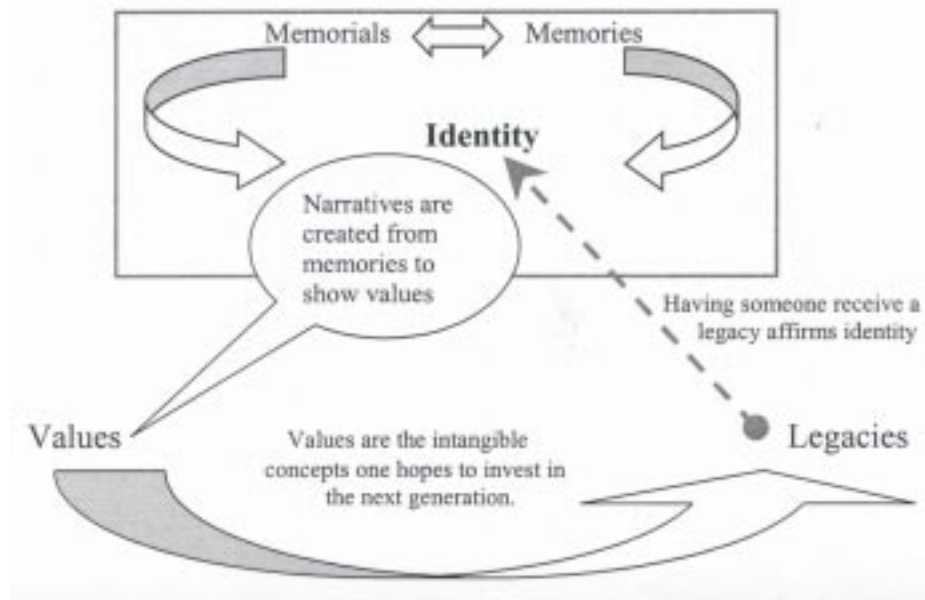 Memorials
Memories
Identity
Narratives are
created from
memories to
show values
Having someone receive a
legacy affirms identity
Values
Values are the intangible
concepts one hopes to invest in
the next generation.
Legacies